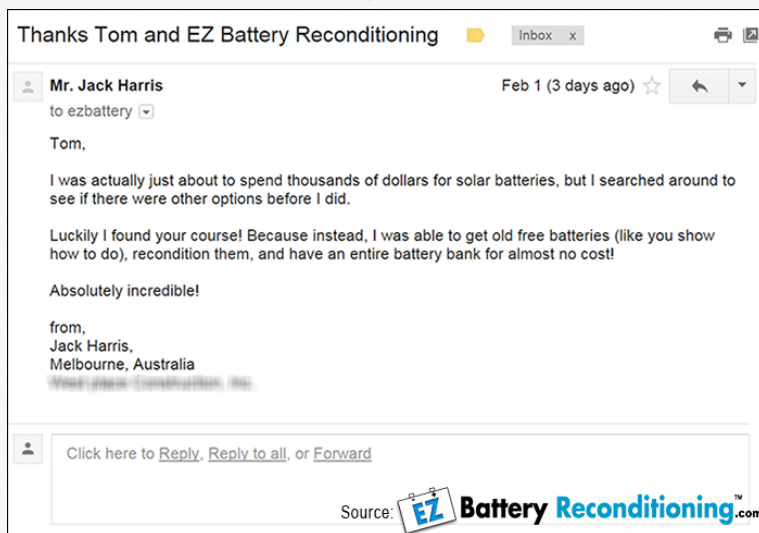 Thanks Tom and EZ Battery Reconditioning Inbox x
Mr. Jack Harris Feb 1 (3 days ago)
to ezbattery
Tom,
I was actually just about to spend thousands of dollars for solar batteries, but I searched around to
see if there were other options before I did.
Luckily I found your course! Because instead, I was able to get old free batteries (like you show
how to do), recondition them, and have an entire battery bank for almost no cost!
Absolutely incredible!
from,
Jack Harris,
Melbourne, Australia
Click here to Reply, Reply to all, or Forward
Source: EZ Battery Reconditioning™.com